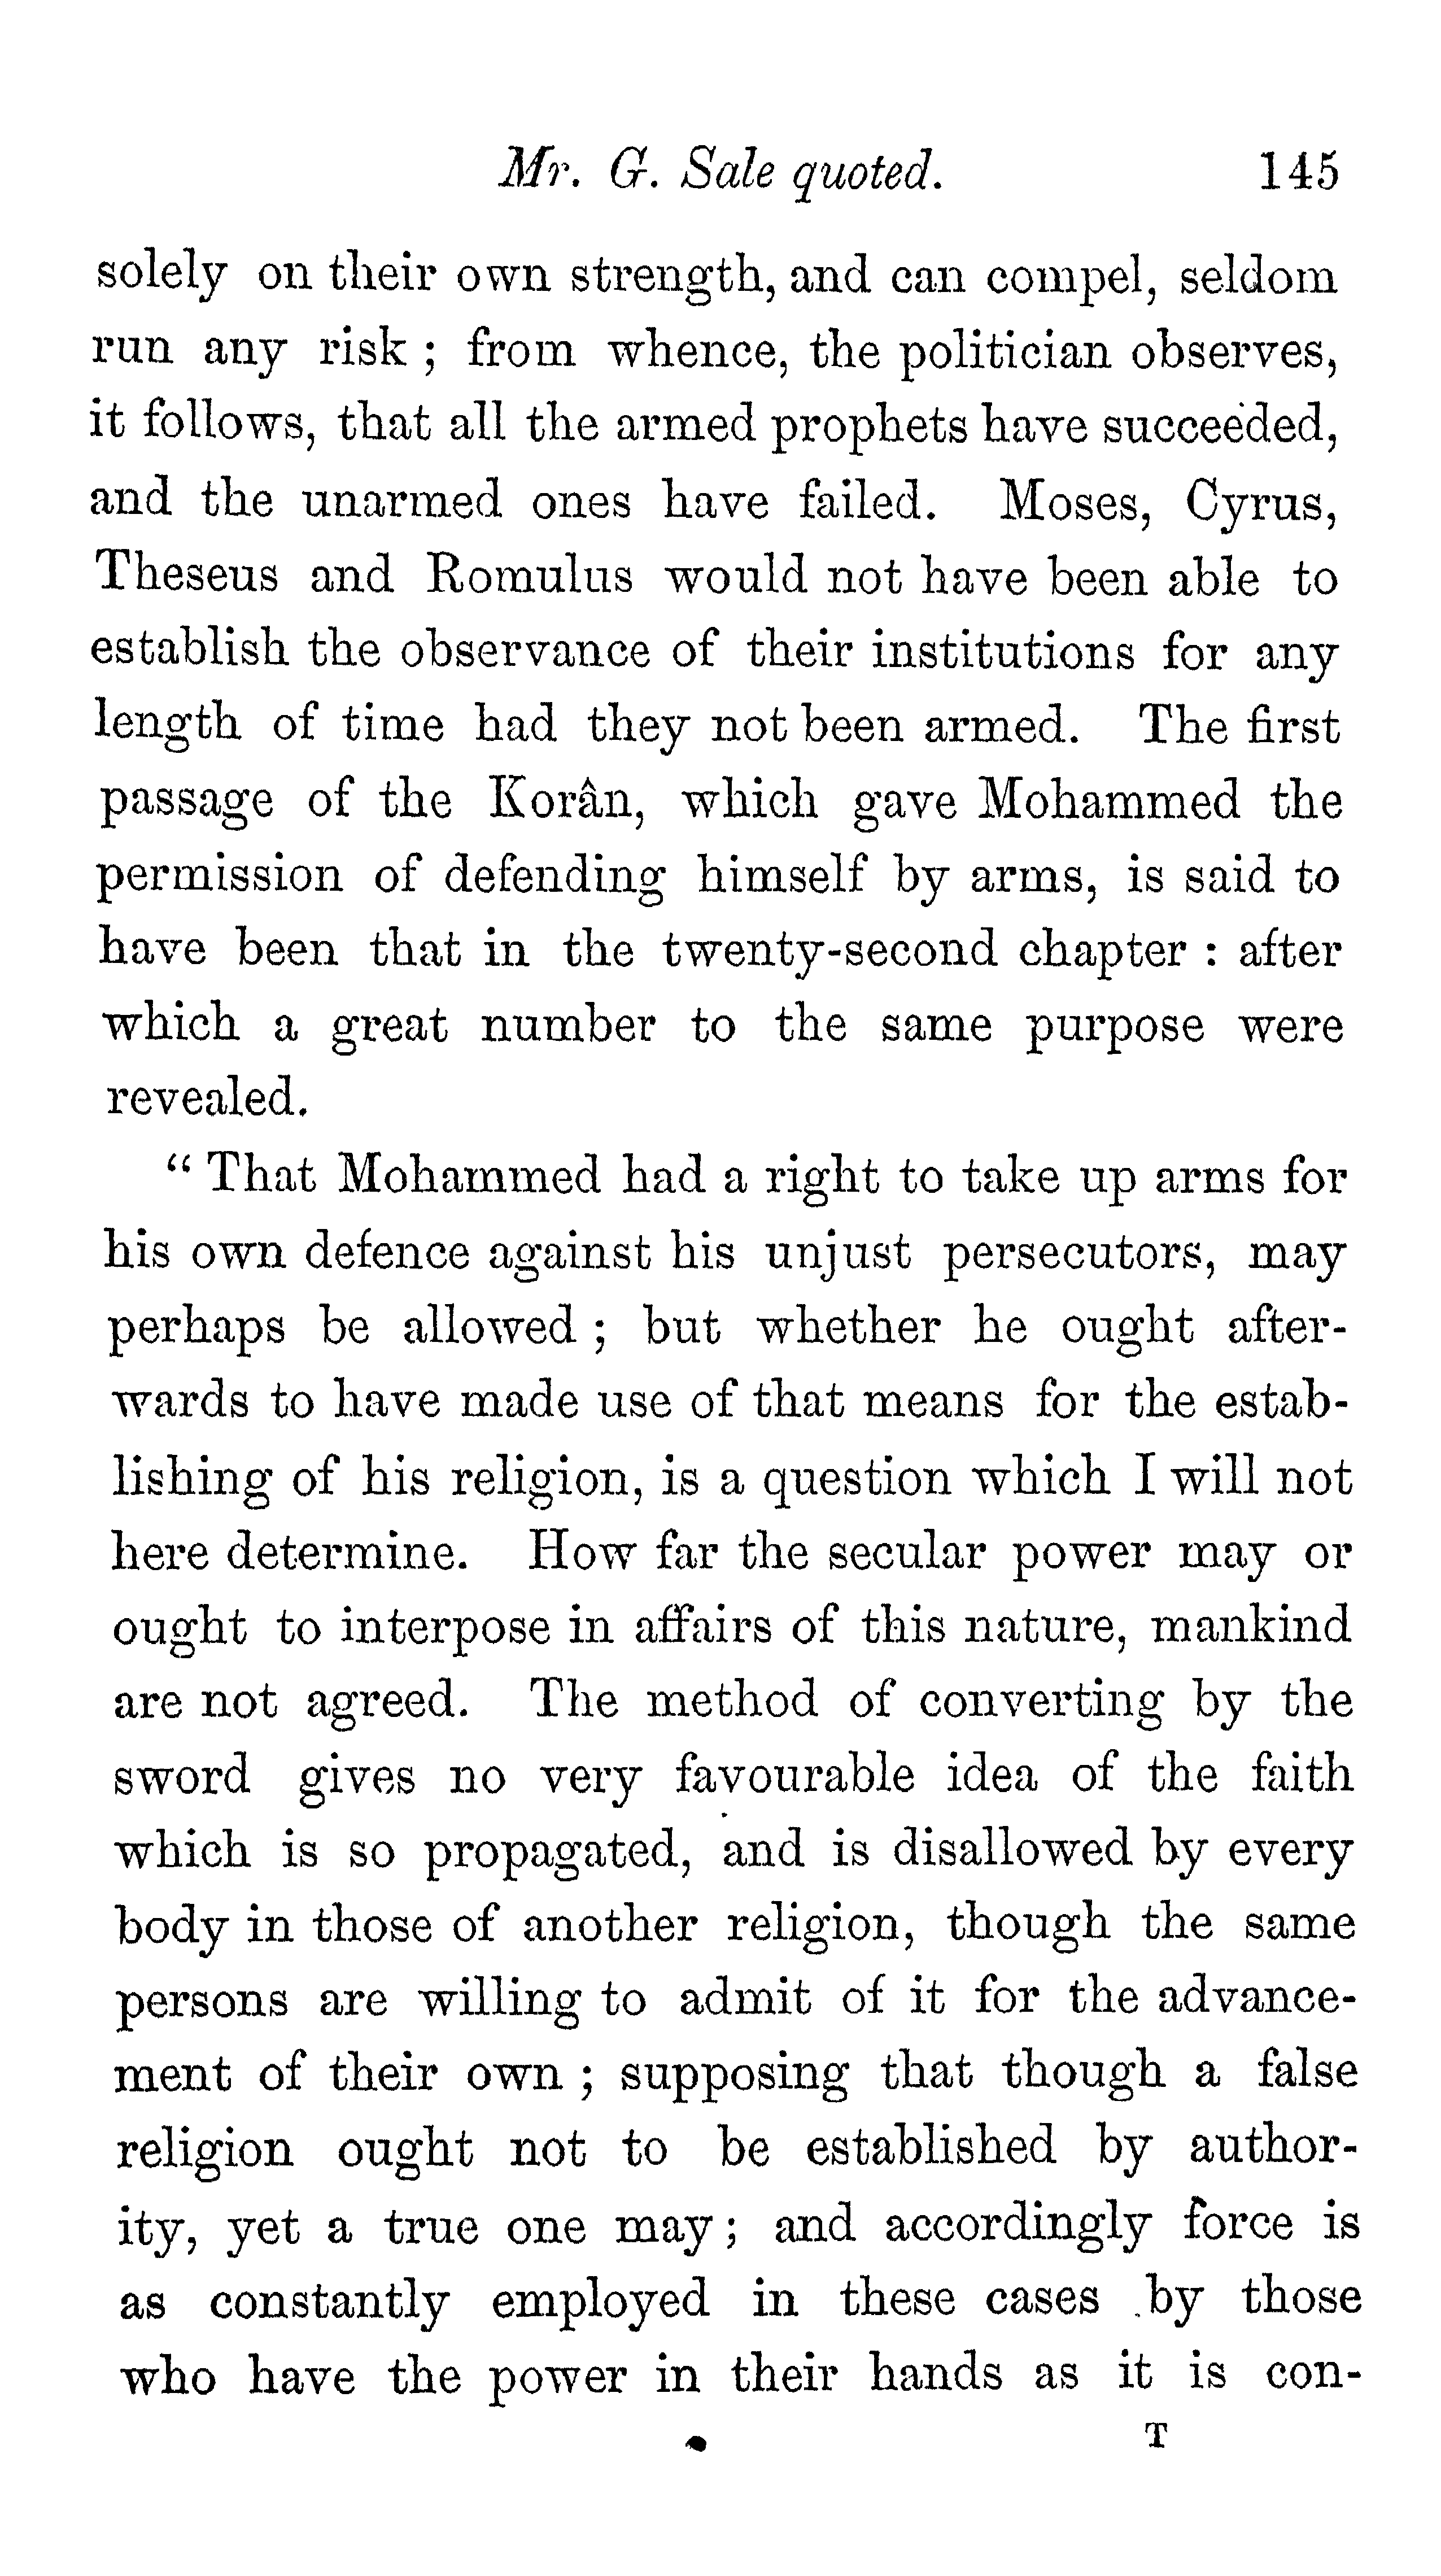 Mr. G. Sale quoted. 145
solely on their own strength, and can compel, seldom
run any risk ; from whence, the politician observes,
it follows, that all the armed prophets have succeeded,
and the unarmed ones have failed. Moses, Cyrus,
Theseus and Romulus would not have been able to
establish the observance of their institutions for any
length of time had they not been armed. The first
passage of the Korân, which gave Mohammed the
permission of defending himself by arms, is said to
have been that in the twenty-second chapter : after
which a great number to the same purpose were
revealed.
“ That Mohammed had a right to take up arms for
his own defence against his unjust persecutors, may
perhaps be allowed ; but whether he ought after-
wards to have made use of that means for the estab-
lishing of his religion, is a question which I will not
here determine. How far the secular power may or
ought to interpose in affairs of this nature, mankind
are not agreed. The method of converting by the
sword gives no very favourable idea of the faith
which is so propagated, and is disallowed by every
body in those of another religion, though the same
persons are willing to admit of it for the advance-
ment of their own ; supposing that though a false
religion ought not to be established by author-
ity, yet a true one may ; and accordingly force is
as constantly employed in these cases by those
who have the power in their hands as it is con-
T